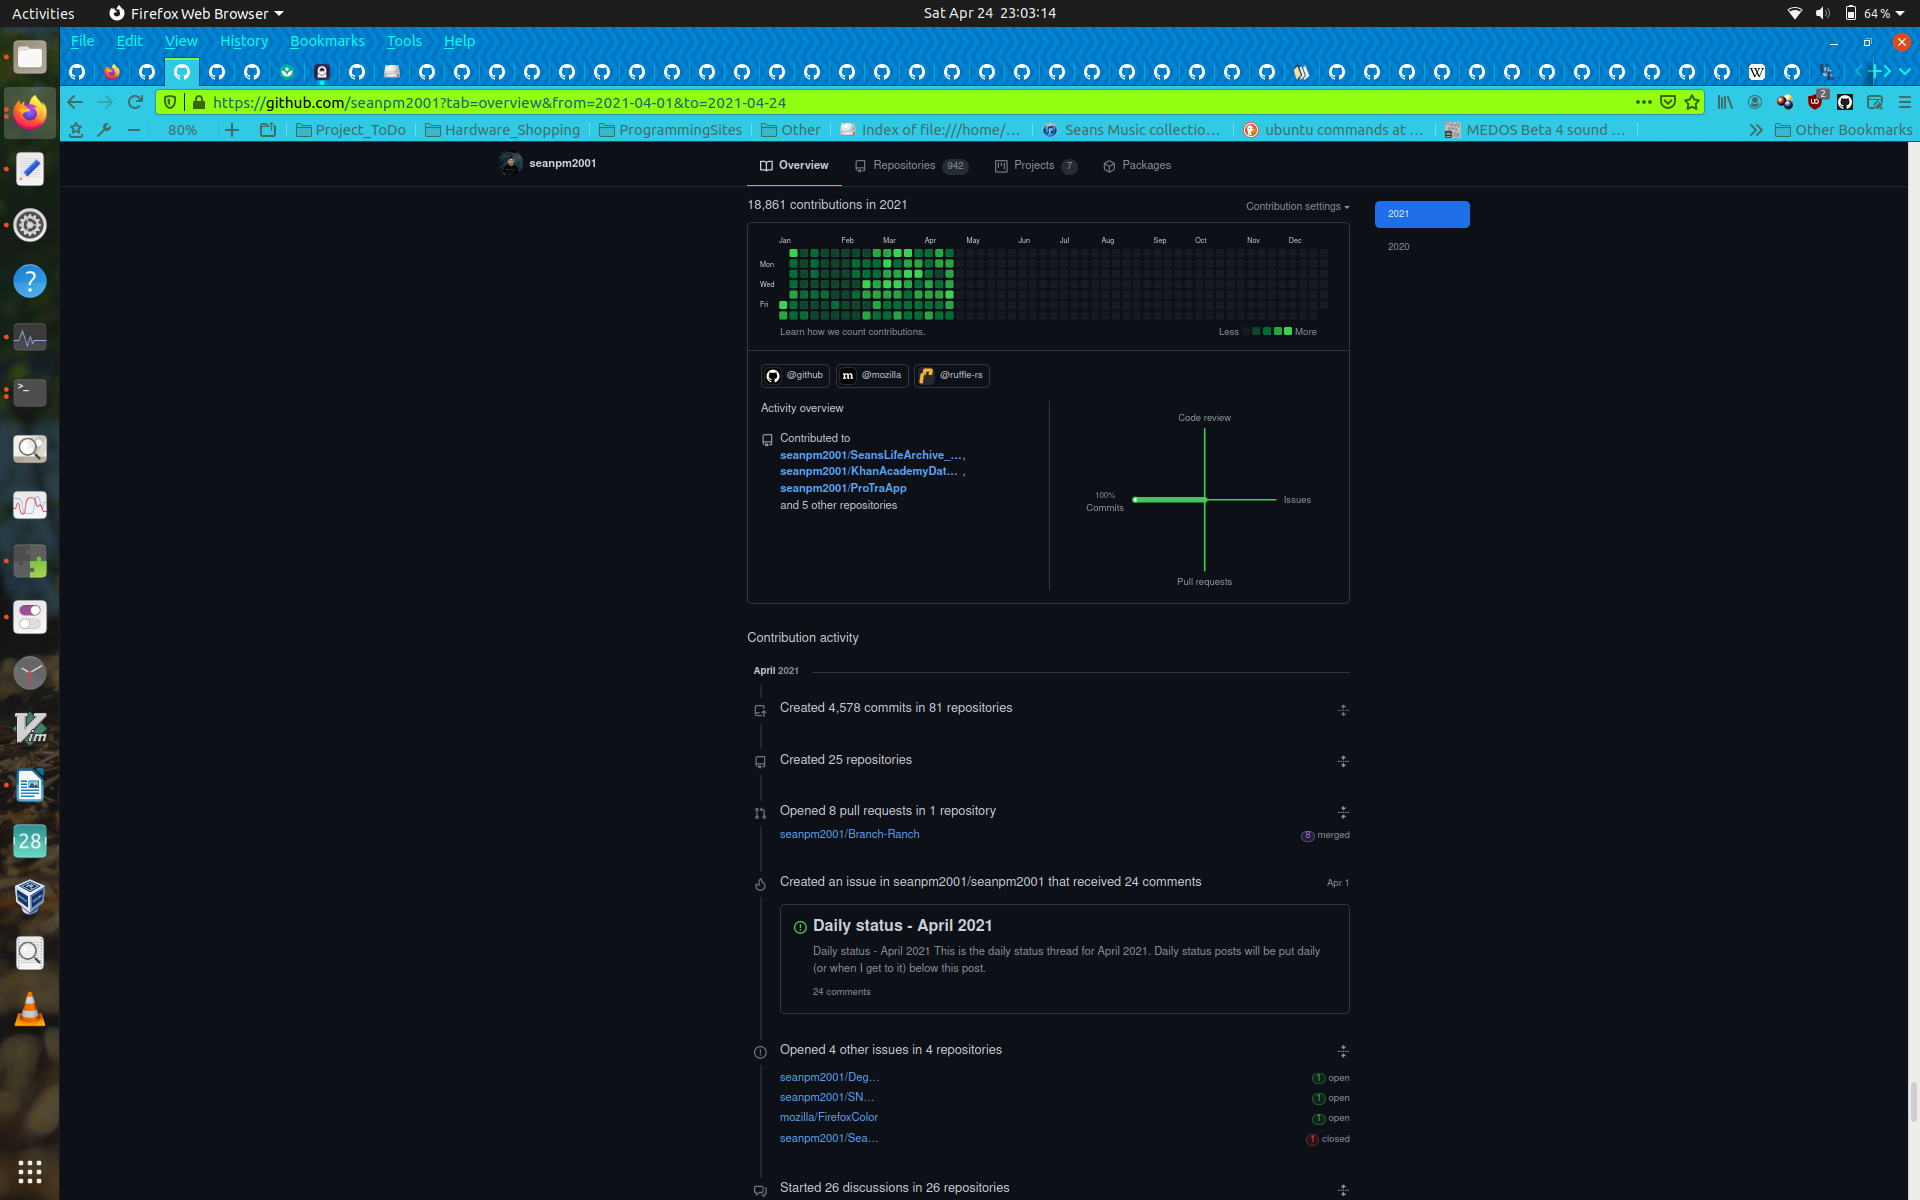 Activities
Firefox Web Browser
Sat Apr 24 23:03:14
64 %
File Edit View History Bookmarks Tools Help
https://github.com/seanpm2001?tab=overview&from=2021-04-01&to=2021-04-24
2
80%
Project_ToDo
Hardware_Shopping
ProgrammingSites
Other
Index of file:///home/…
Seans Music collectio…
ubuntu commands at …
MEDOS Beta 4 sound …
Other Bookmarks
seanpm2001
Overview
Repositories 942
Projects 7
Packages
18,861 contributions in 2021
Contribution settings
2021
2020
Jan Feb Mar Apr May Jun Jul Aug Sep Oct Nov Dec
Mon
Wed
Fri
Learn how we count contributions.
Less More
@github
@mozilla
@ruffle-rs
Activity overview
Contributed to
seanpm2001/SeansLifeArchive_…,
seanpm2001/KhanAcademyDat… ,
seanpm2001/ProTraApp
and 5 other repositories
Code review
100%
Commits
Issues
Pull requests
Contribution activity
April 2021
Created 4,578 commits in 81 repositories
Created 25 repositories
Opened 8 pull requests in 1 repository
seanpm2001/Branch-Ranch
8 merged
Created an issue in seanpm2001/seanpm2001 that received 24 comments
Apr 1
Daily status - April 2021
Daily status - April 2021 This is the daily status thread for April 2021. Daily status posts will be put daily
(or when I get to it) below this post.
24 comments
Opened 4 other issues in 4 repositories
seanpm2001/Deg…
1 open
seanpm2001/SN…
1 open
mozilla/FirefoxColor
1 open
seanpm2001/Sea…
1 closed
Started 26 discussions in 26 repositories
28
Vim